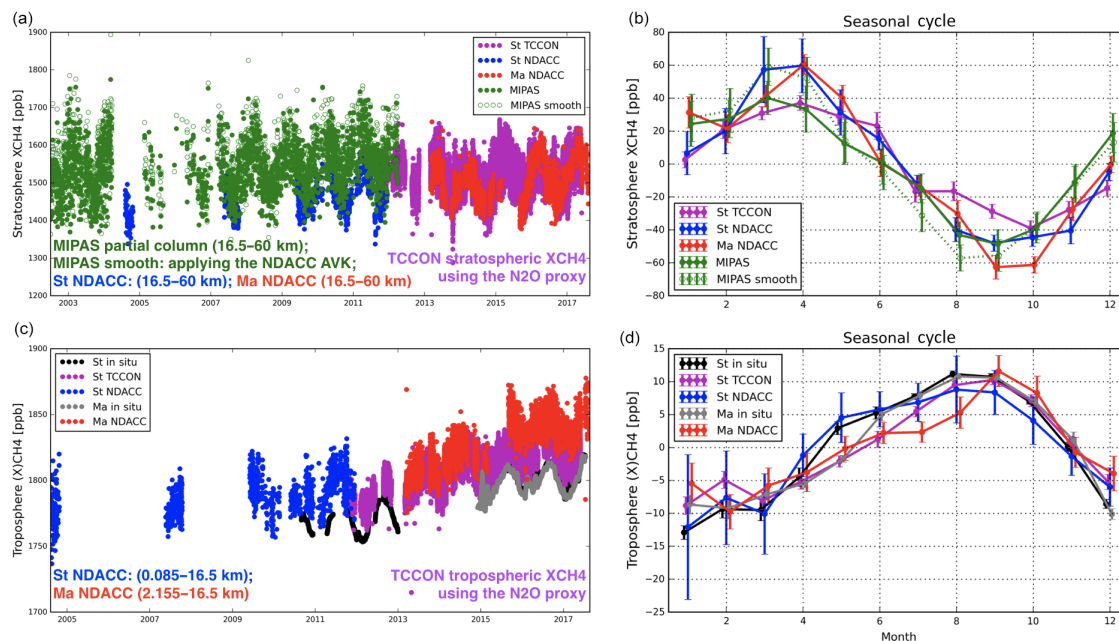 (a)
Stratosphere XCH4 [ppb]
1900
1800
1700
1600
1500
1400
1300
1200
2003
2005
2007
2009
2011
2013
2015
2017
St TCCON
St NDACC
Ma NDACC
MIPAS
MIPAS smooth
MIPAS partial column (16.5–60 km);
MIPAS smooth: applying the NDACC AVK;
St NDACC: (16.5–60 km); Ma NDACC (16.5–60 km)
TCCON stratospheric XCH4
using the N2O proxy
(b)
Seasonal cycle
Stratosphere XCH4 [ppb]
80
60
40
20
0
−20
−40
−60
−80
2
4
6
8
10
12
St TCCON
St NDACC
Ma NDACC
MIPAS
MIPAS smooth
(c)
Troposphere (X)CH4 [ppb]
1900
1850
1800
1750
1700
2005
2007
2009
2011
2013
2015
2017
St in situ
St TCCON
St NDACC
Ma in situ
Ma NDACC
St NDACC: (0.085–16.5 km);
Ma NDACC (2.155–16.5 km)
TCCON tropospheric XCH4
using the N2O proxy
(d)
Seasonal cycle
Troposphere (X)CH4 [ppb]
15
10
5
0
−5
−10
−15
−20
−25
2
4
6
8
10
12
Month
St in situ
St TCCON
St NDACC
Ma in situ
Ma NDACC